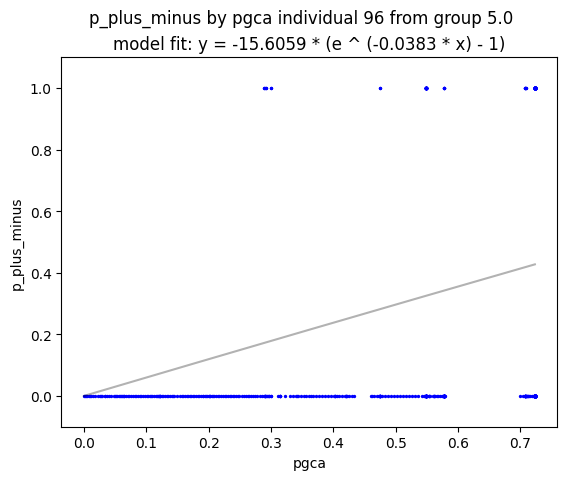 p_plus_minus by pgca individual 96 from group 5.0
model fit: y = -15.6059 * (e ^ (-0.0383 * x) - 1)
1.0
0.8
0.6
0.4
0.2
0.0
p_plus_minus
0.0 0.1 0.2 0.3 0.4 0.5 0.6 0.7
pgca